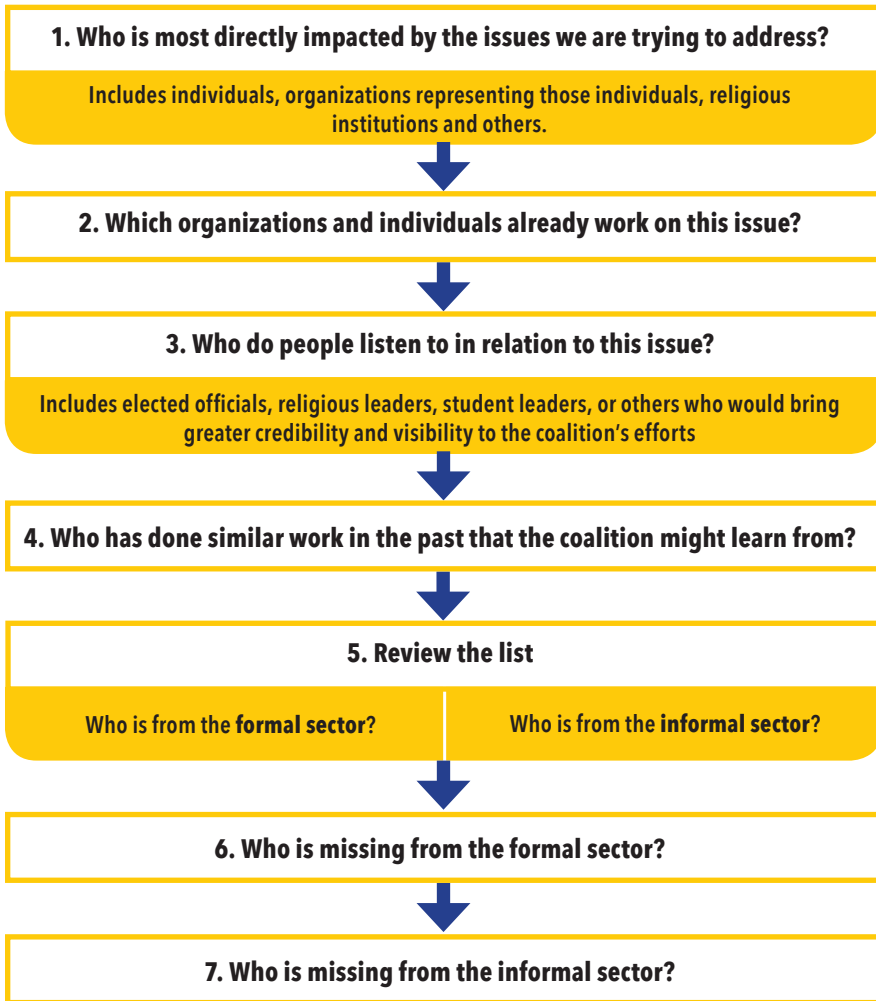 1. Who is most directly impacted by the issues we are trying to address?
Includes individuals, organizations representing those individuals, religious
institutions and others.
2. Which organizations and individuals already work on this issue?
3. Who do people listen to in relation to this issue?
Includes elected officials, religious leaders, student leaders, or others who would bring
greater credibility and visibility to the coalition's efforts
4. Who has done similar work in the past that the coalition might learn from?
5. Review the list
Who is from the formal sector?
Who is from the informal sector?
6. Who is missing from the formal sector?
7. Who is missing from the informal sector?